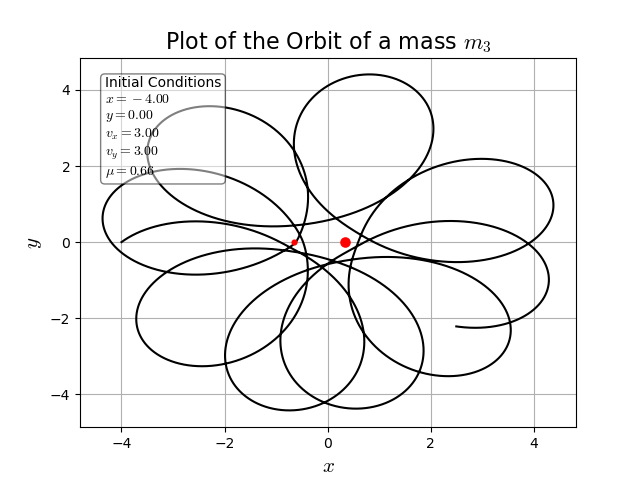 Plot of the Orbit of a mass m₃
Initial Conditions
x = −4.00
y = 0.00
vₓ = 3.00
v_y = 3.00
μ = 0.66
4
2
0
−2
−4
y
−4
−2
0
2
4
x